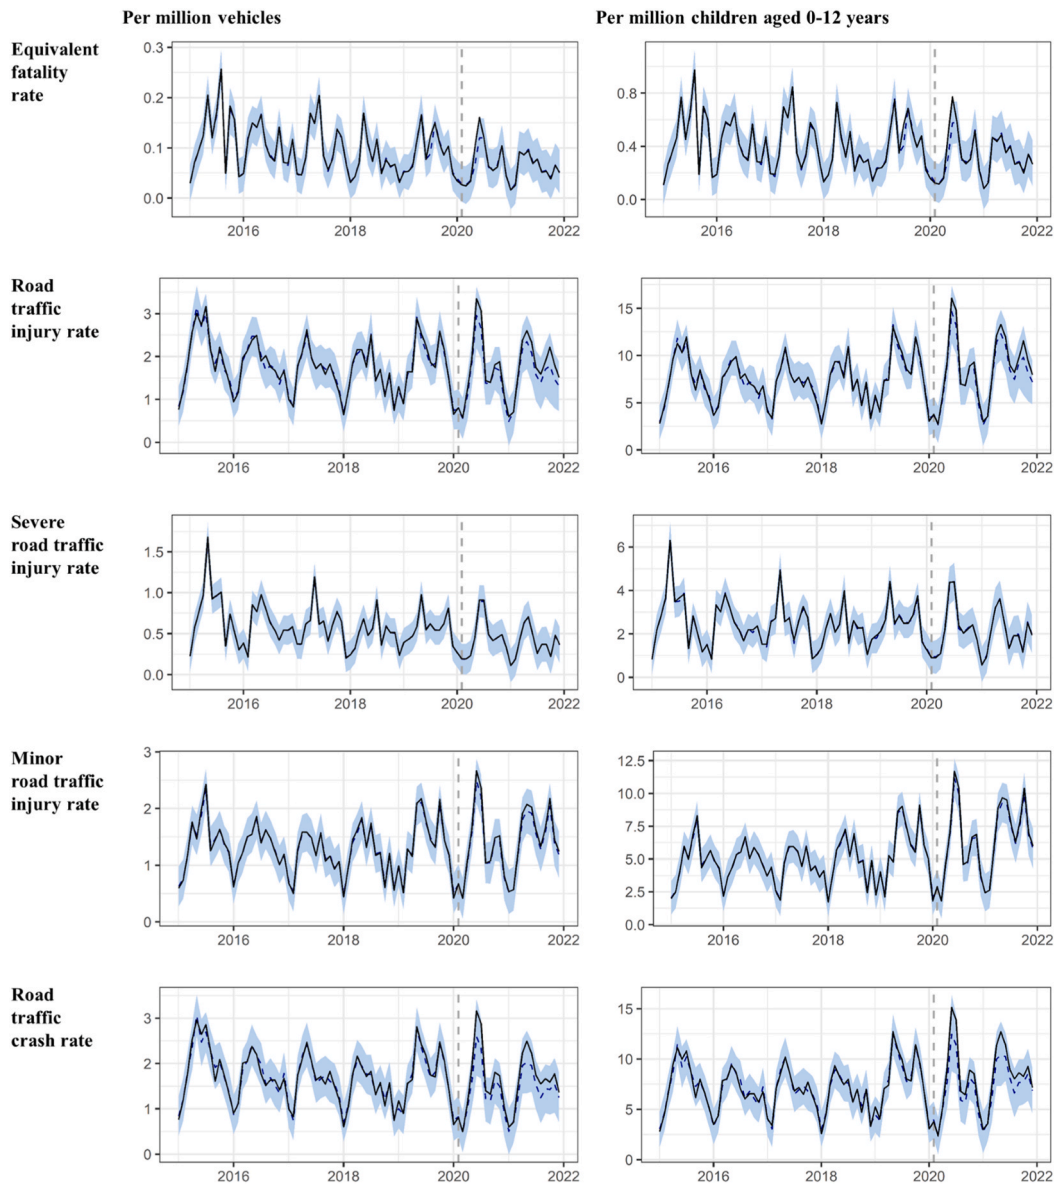 Per million vehicles
Per million children aged 0-12 years
Equivalent
fatality
rate
0.3
0.2
0.1
0.0
2016 2018 2020 2022
0.8
0.4
0.0
2016 2018 2020 2022
Road
traffic
injury rate
3
2
1
0
2016 2018 2020 2022
15
10
5
0
2016 2018 2020 2022
Severe
road traffic
injury rate
1.5
1.0
0.5
0.0
2016 2018 2020 2022
6
4
2
0
2016 2018 2020 2022
Minor
road traffic
injury rate
3
2
1
0
2016 2018 2020 2022
12.5
10.0
7.5
5.0
2.5
0.0
2016 2018 2020 2022
Road
traffic
crash rate
3
2
1
0
2016 2018 2020 2022
15
10
5
0
2016 2018 2020 2022